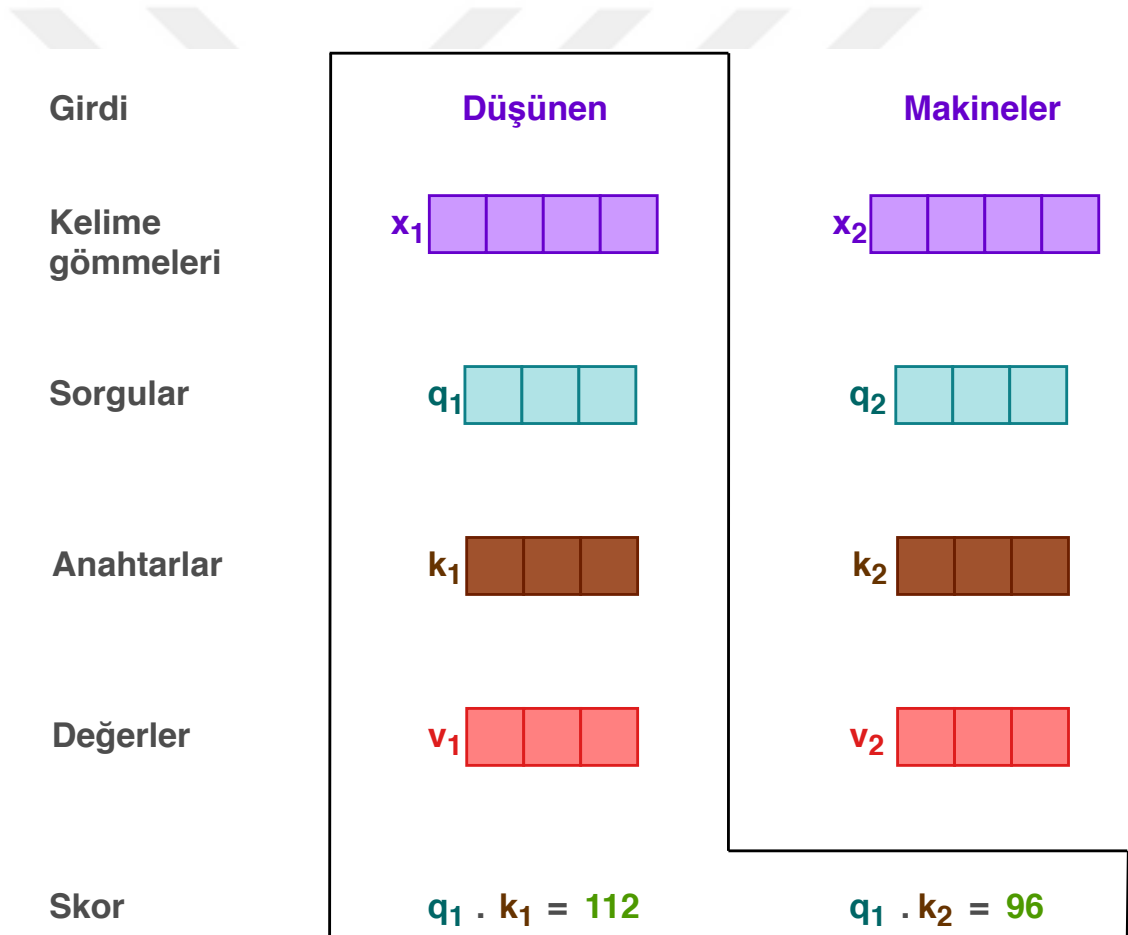 Girdi Düşünen Makineler
Kelime gömmeleri x₁ x₂
Sorgular q₁ q₂
Anahtarlar k₁ k₂
Değerler v₁ v₂
Skor q₁ . k₁ = 112 q₁ . k₂ = 96